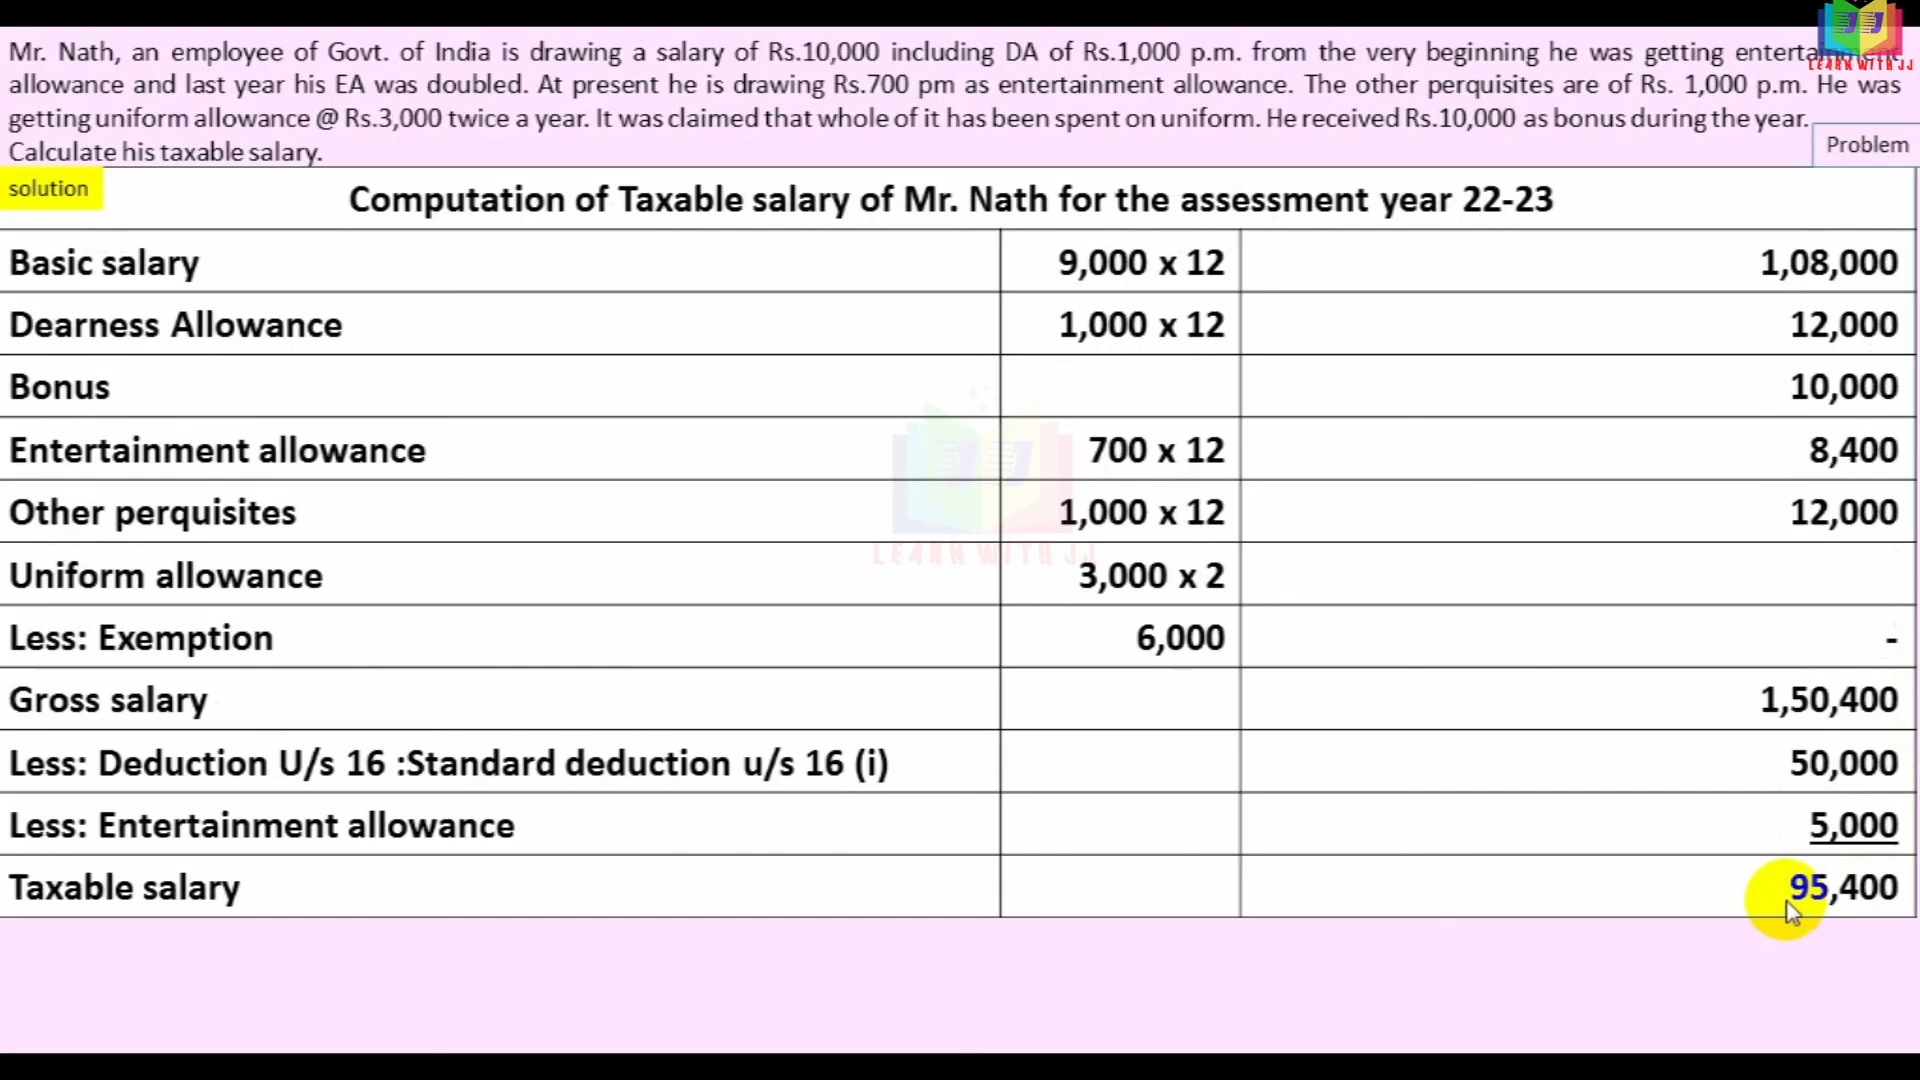 Mr. Nath, an employee of Govt. of India is drawing a salary of Rs.10,000 including DA of Rs.1,000 p.m. from the very beginning he was getting
allowance and last year his EA was doubled. At present he is drawing Rs.700 pm as entertainment allowance. The other perquisites are of Rs. 1,000 p.m. He was
getting uniform allowance @ Rs.3,000 twice a year. It was claimed that whole of it has been spent on uniform. He received Rs.10,000 as bonus during the year.
Calculate his taxable salary.
LEARN WITH JJ
Problem
solution
Computation of Taxable salary of Mr. Nath for the assessment year 22-23
Basic salary 9,000 x 12 1,08,000
Dearness Allowance 1,000 x 12 12,000
Bonus 10,000
Entertainment allowance 700 x 12 8,400
Other perquisites 1,000 x 12 12,000
LEARN WITH JJ
Uniform allowance 3,000 x 2
Less: Exemption 6,000 -
Gross salary 1,50,400
Less: Deduction U/s 16 :Standard deduction u/s 16 (i) 50,000
Less: Entertainment allowance 5,000
Taxable salary 95,400